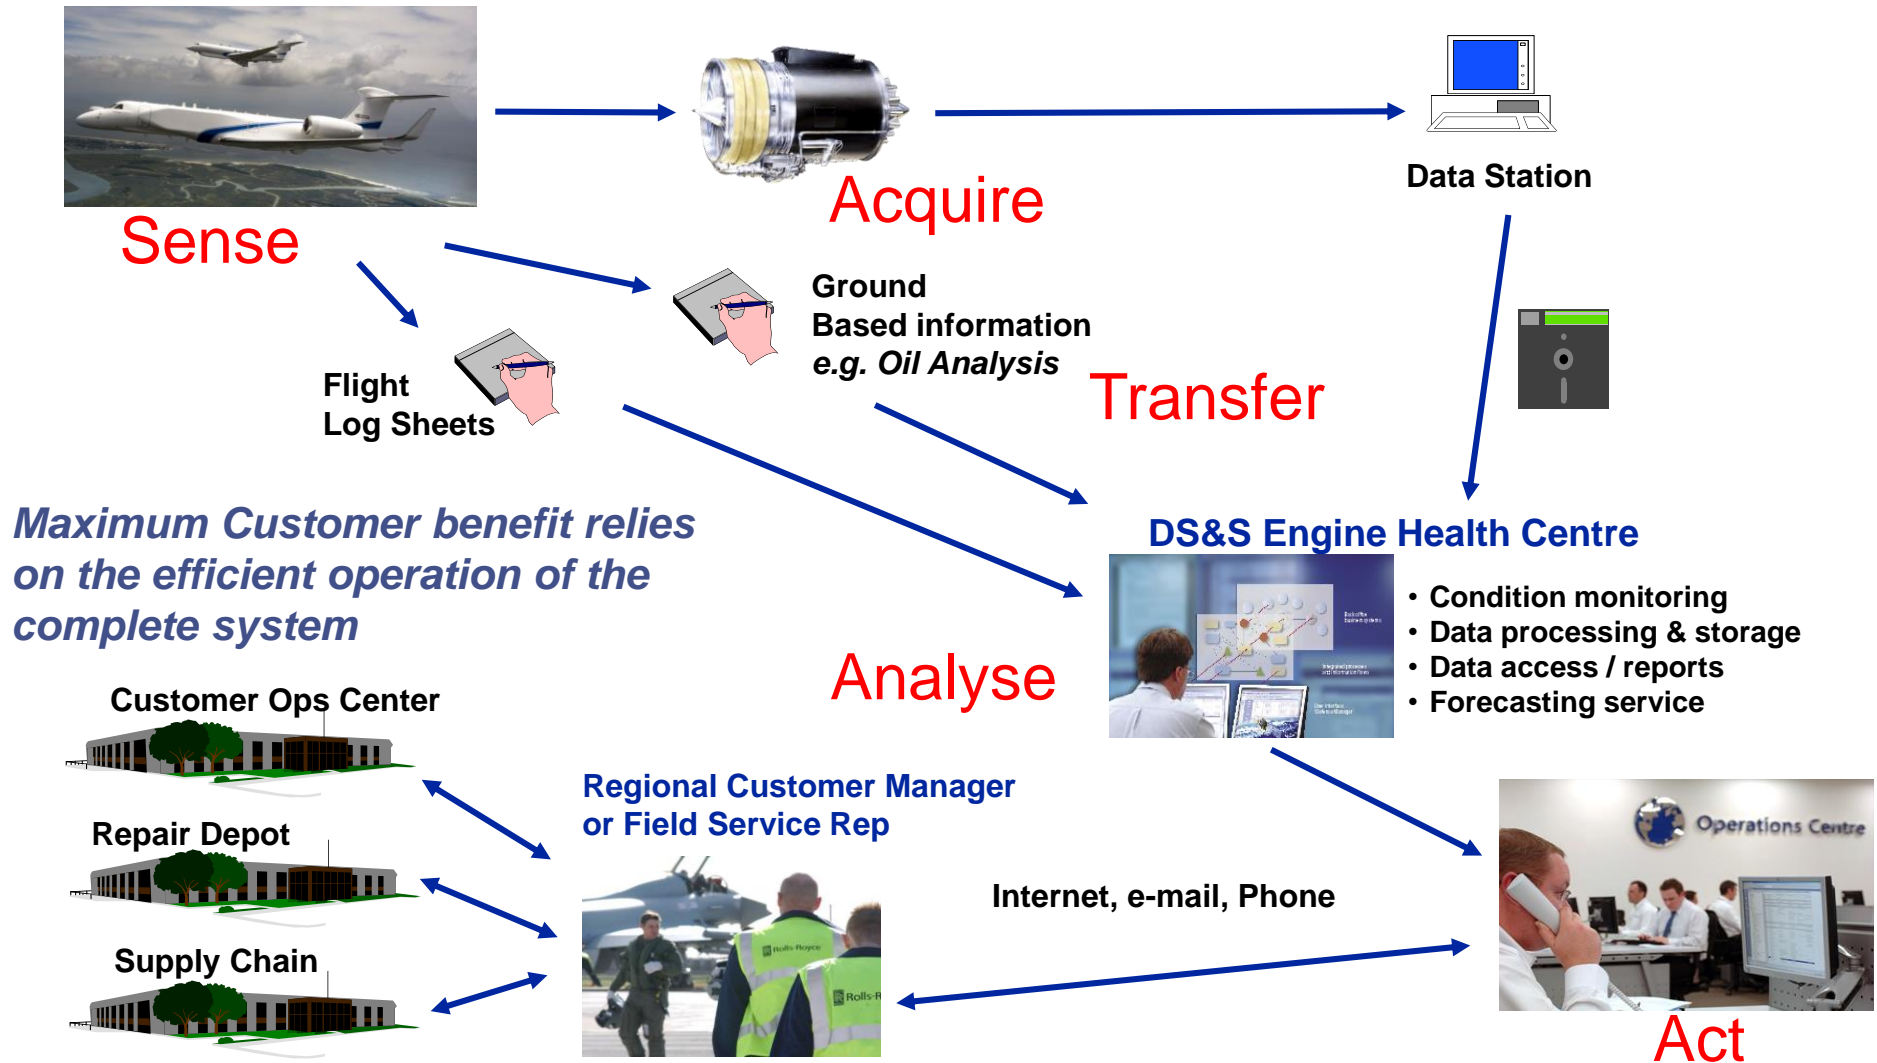 Sense
Acquire
Data Station
Ground
Based information
e.g. Oil Analysis
Flight
Log Sheets
Transfer
Maximum Customer benefit relies
on the efficient operation of the
complete system
DS&S Engine Health Centre
• Condition monitoring
• Data processing & storage
• Data access / reports
• Forecasting service
Analyse
Customer Ops Center
Repair Depot
Supply Chain
Regional Customer Manager
or Field Service Rep
Rolls-Royce
Rolls-R
Internet, e-mail, Phone
Operations Centre
Act